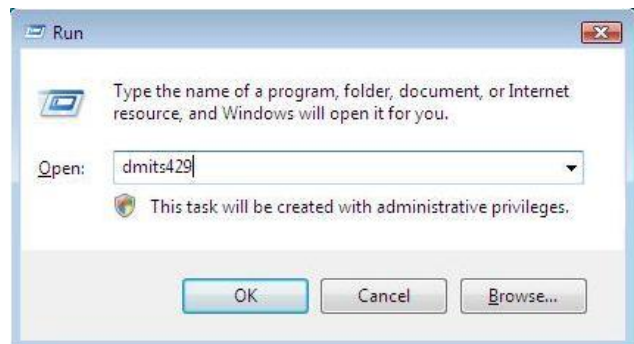 Run
Type the name of a program, folder, document, or Internet
resource, and Windows will open it for you.
Open: dmits429
This task will be created with administrative privileges.
OK Cancel Browse...